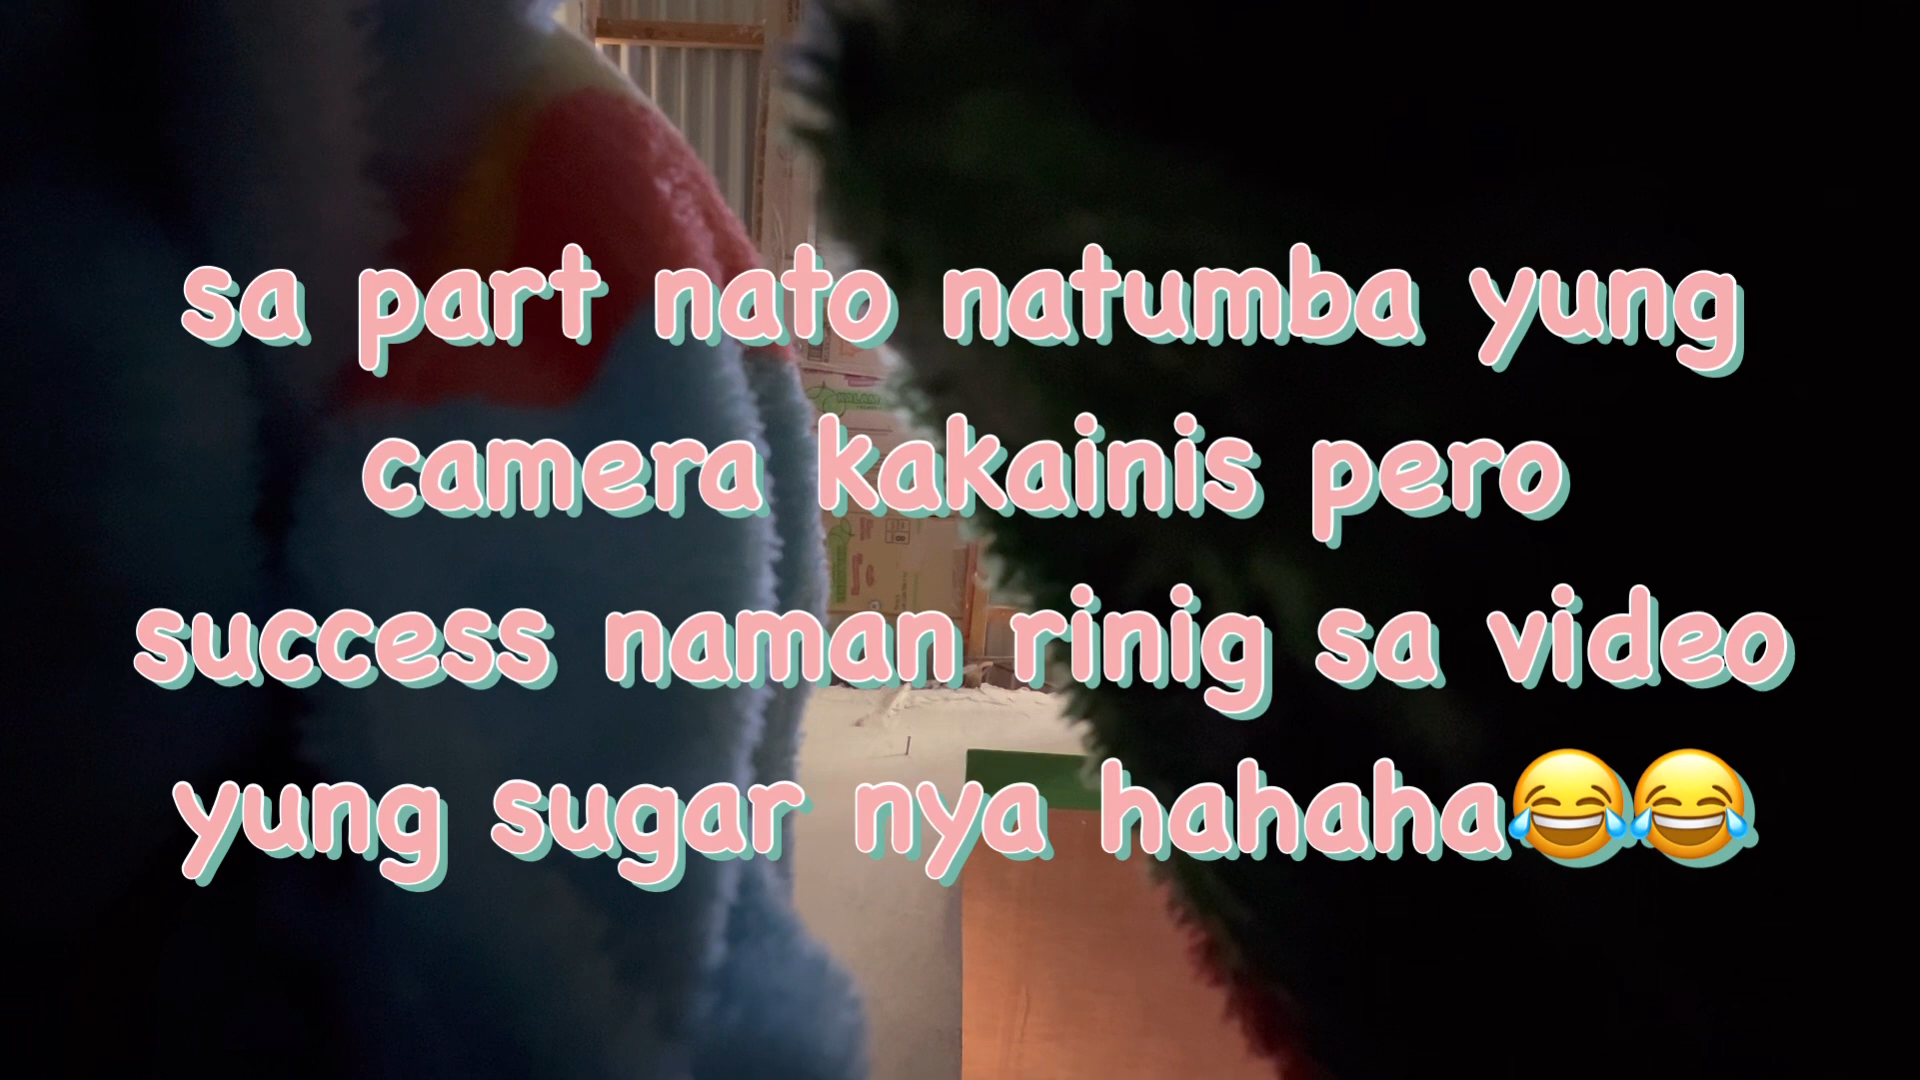 sa part nato natumba yung
camera kakainis pero
success naman rinig sa video
yung sugar nya hahaha😂😂